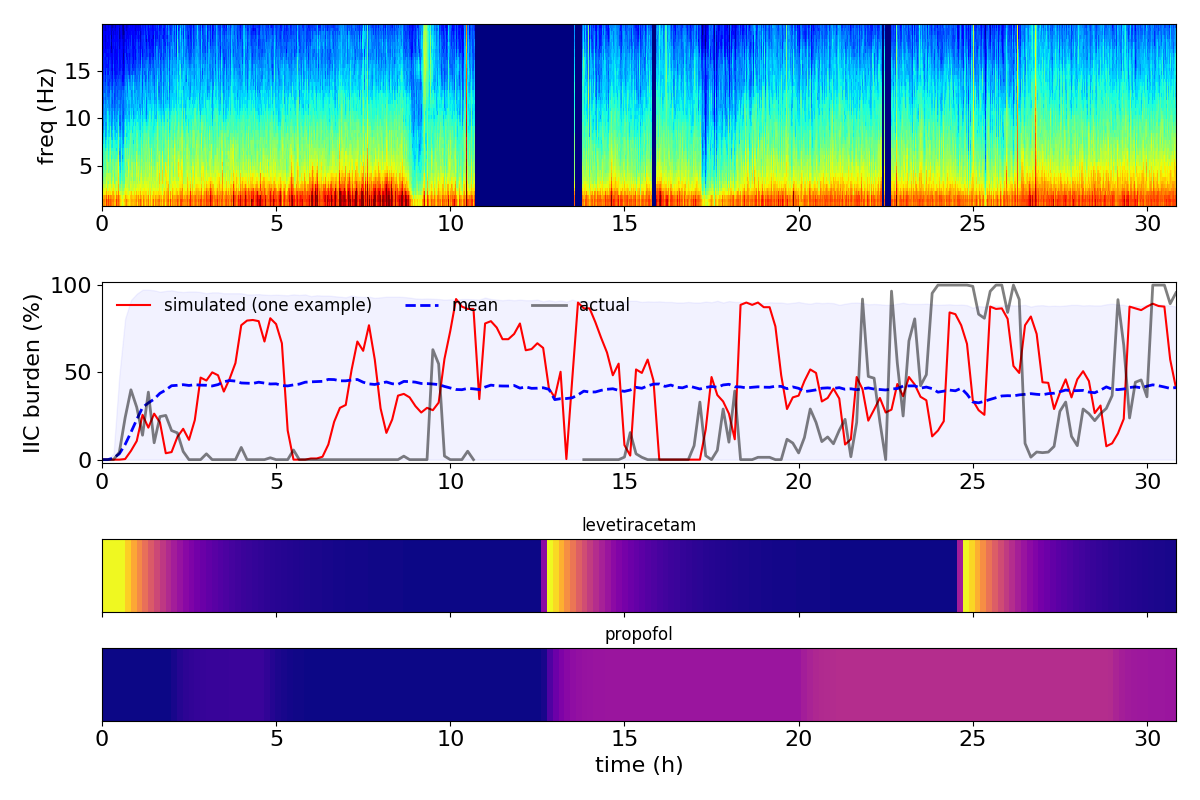 freq (Hz)
15
10
5
0 5 10 15 20 25 30
IIC burden (%)
100
50
0
simulated (one example) mean actual
0 5 10 15 20 25 30
levetiracetam
propofol
0 5 10 15 20 25 30
time (h)